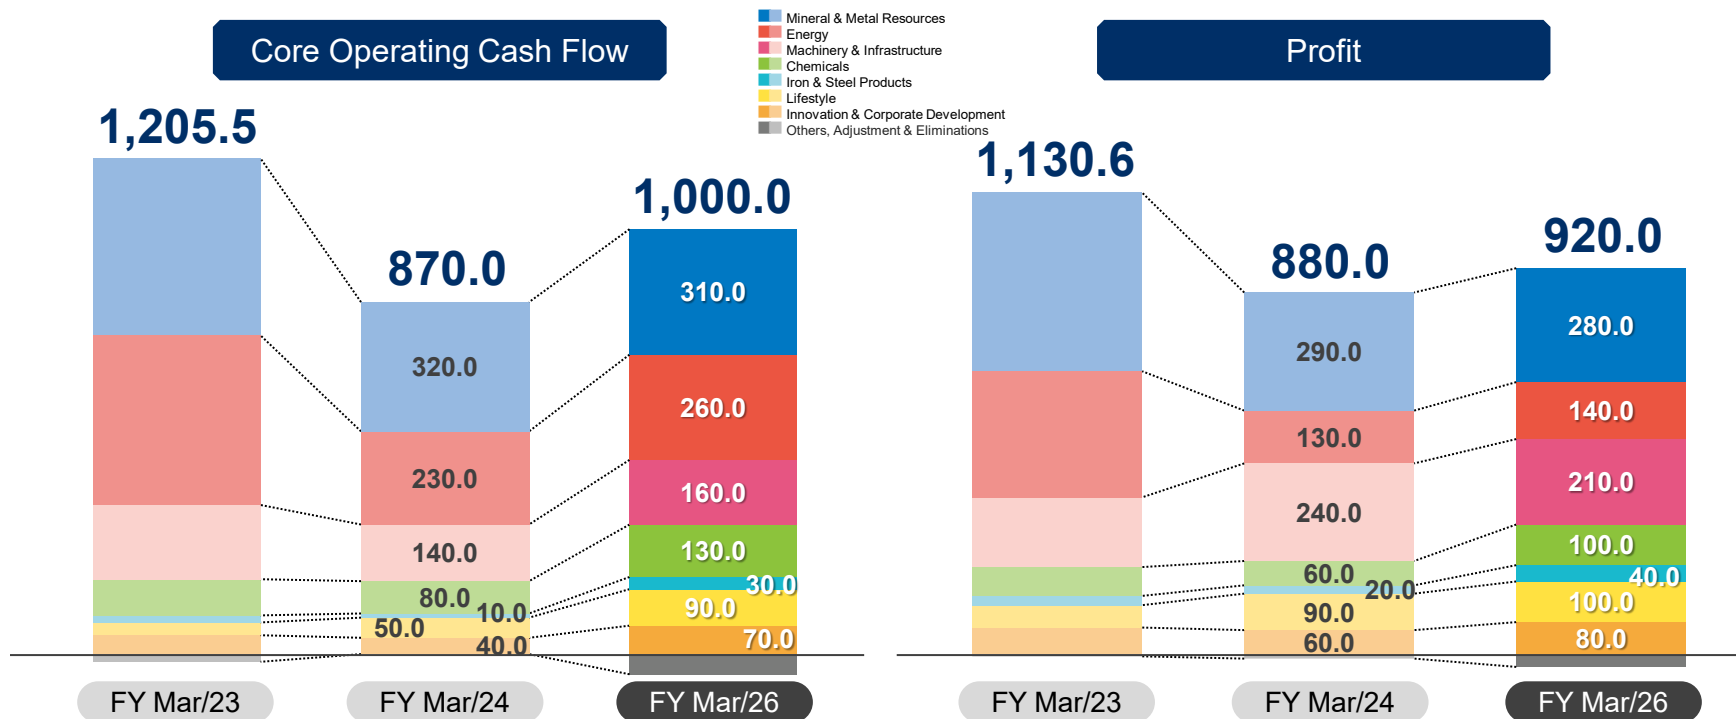 Core Operating Cash Flow
Mineral & Metal Resources
Energy
Machinery & Infrastructure
Chemicals
Iron & Steel Products
Lifestyle
Innovation & Corporate Development
Others, Adjustment & Eliminations
Profit
1,205.5
870.0
1,000.0
320.0
230.0
140.0
80.0
10.0
50.0
40.0
310.0
260.0
160.0
130.0
30.0
90.0
70.0
FY Mar/23
FY Mar/24
FY Mar/26
1,130.6
880.0
920.0
290.0
130.0
240.0
60.0
20.0
90.0
60.0
280.0
140.0
210.0
100.0
40.0
100.0
80.0
FY Mar/23
FY Mar/24
FY Mar/26